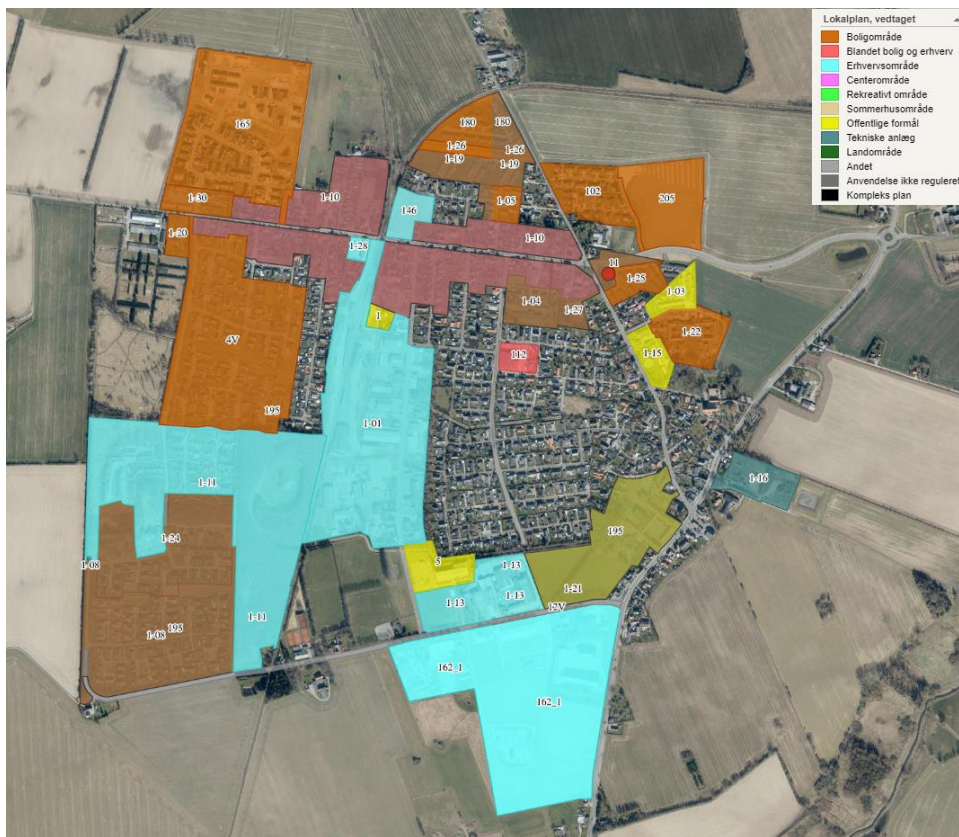 Lokalplan, vedtaget
Boligområde
Blandet bolig og erhverv
Erhvervsområde
Centerområde
Rekreativt område
Sommerhusområde
Offentlige formål
Tekniske anlæg
Landområde
Andet
Anvendelse ikke reguleret
Kompleks plan
165
180
180
1-26
1-26
1-19
1-19
1-30
1-10
102
205
1-05
146
1-20
1-28
1-10
11
1-25
1-03
1-04
1-27
1
1-22
4V
112
1-15
195
1-01
1-11
1-16
195
1-24
5
1-13
1-08
1-21
1-13
1-13
12V
1-11
1-08
195
162_1
162_1